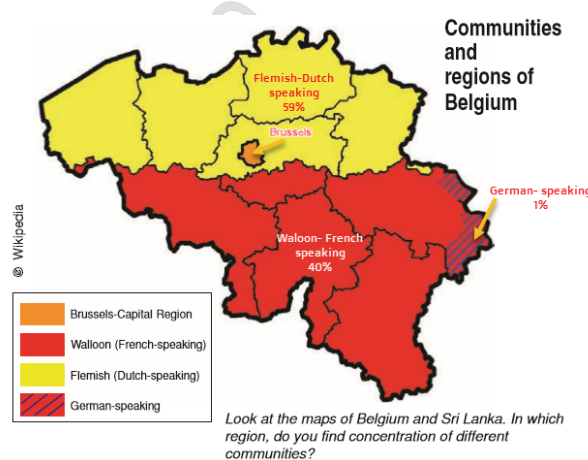 Communities
and
regions of
Belgium
Flemish-Dutch
speaking
59%
Brussels
German- speaking
1%
Waloon- French
speaking
40%
© Wikipedia
Brussels-Capital Region
Walloon (French-speaking)
Flemish (Dutch-speaking)
German-speaking
Look at the maps of Belgium and Sri Lanka. In which
region, do you find concentration of different
communities?